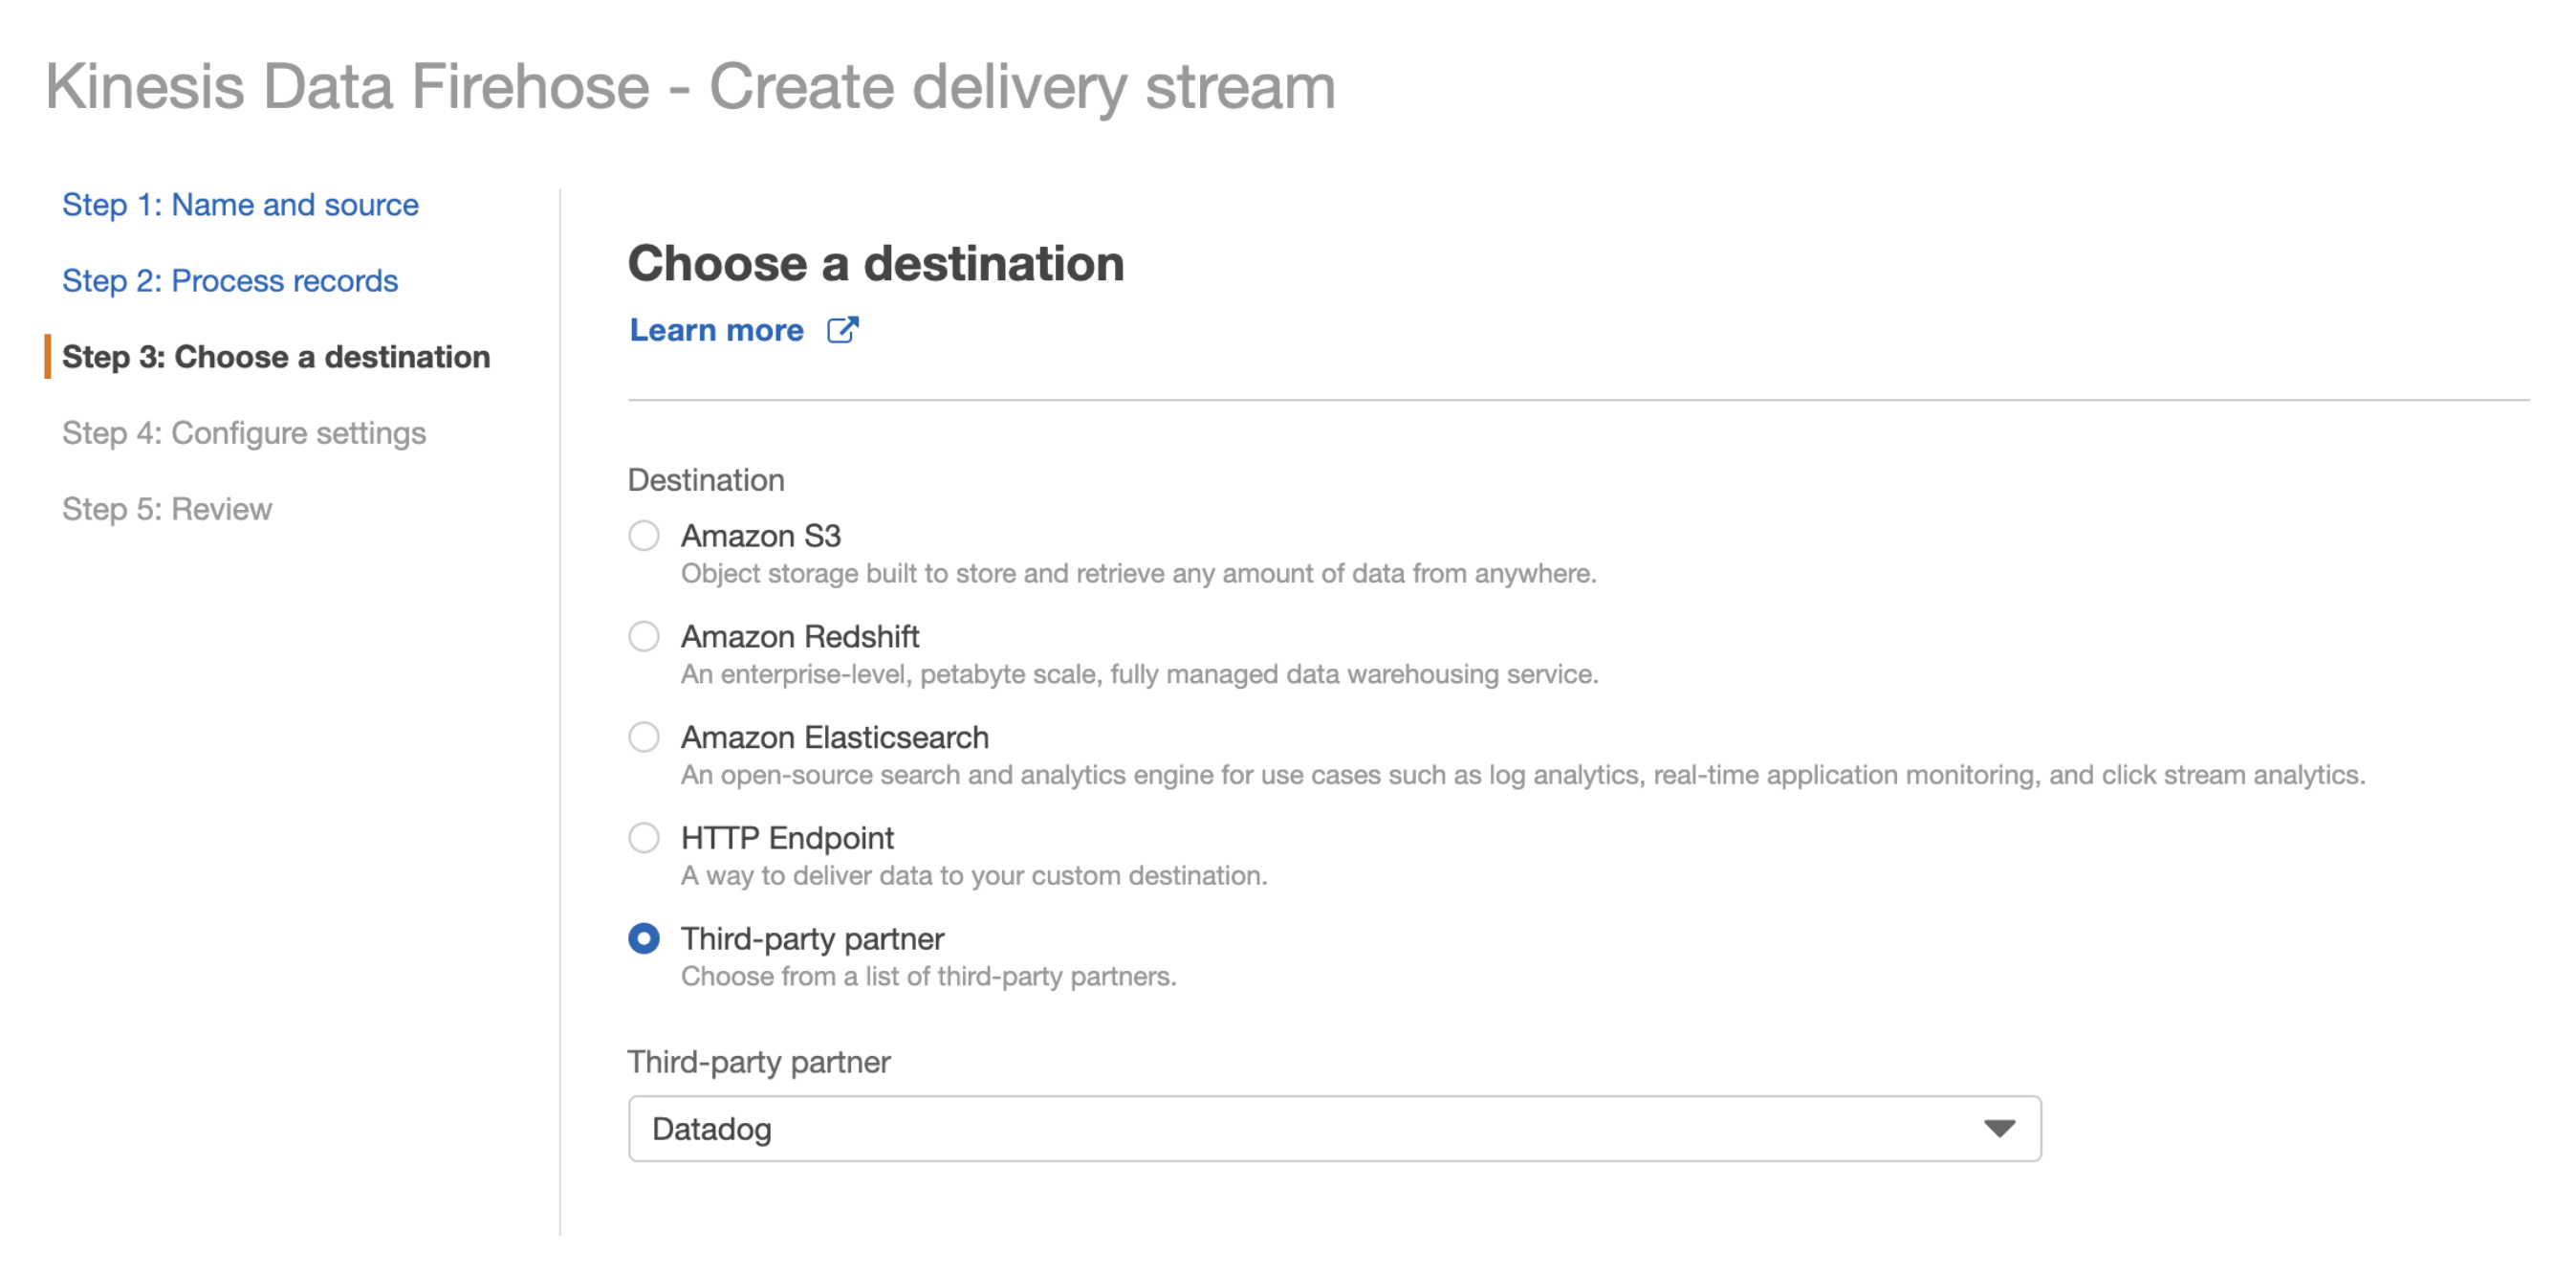 Kinesis Data Firehose - Create delivery stream
Step 1: Name and source
Step 2: Process records
Step 3: Choose a destination
Step 4: Configure settings
Step 5: Review
Choose a destination
Learn more
Destination
Amazon S3
Object storage built to store and retrieve any amount of data from anywhere.
Amazon Redshift
An enterprise-level, petabyte scale, fully managed data warehousing service.
Amazon Elasticsearch
An open-source search and analytics engine for use cases such as log analytics, real-time application monitoring, and click stream analytics.
HTTP Endpoint
A way to deliver data to your custom destination.
Third-party partner
Choose from a list of third-party partners.
Third-party partner
Datadog